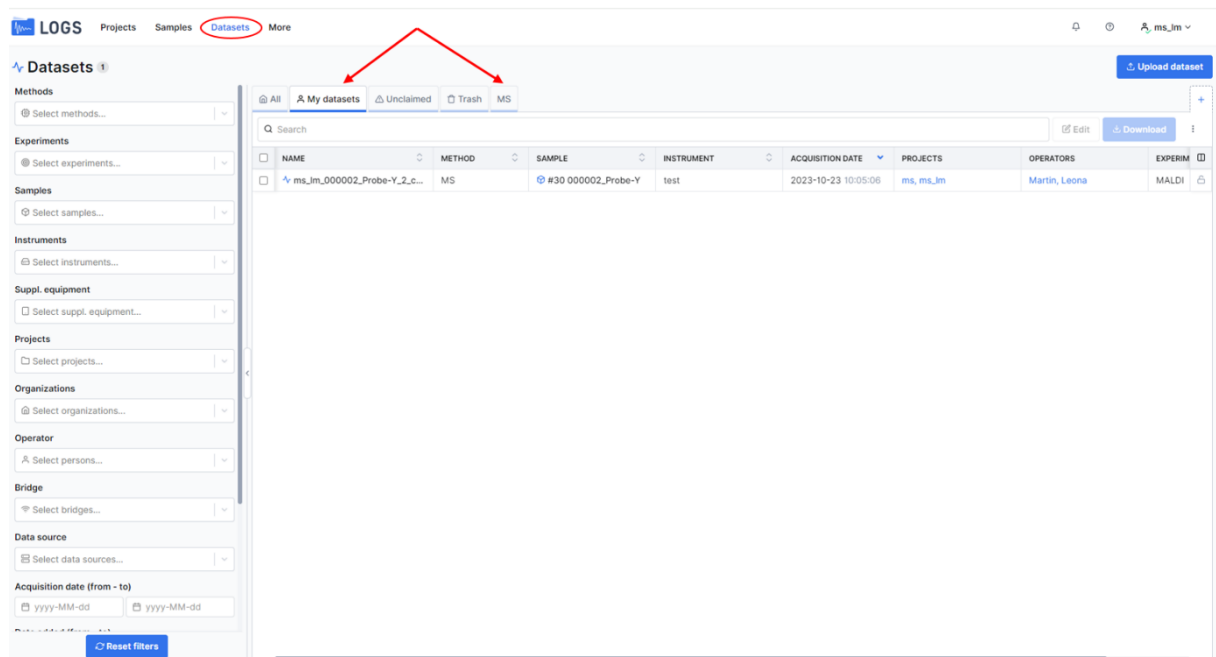 LOGS Projects Samples Datasets More ms_lm
Datasets 1 Upload dataset
Methods
Select methods...
Experiments
Select experiments...
Samples
Select samples...
Instruments
Select instruments...
Suppl. equipment
Select suppl. equipment...
Projects
Select projects...
Organizations
Select organizations...
Operator
Select persons...
Bridge
Select bridges...
Data source
Select data sources...
Acquisition date (from - to)
yyyy-MM-dd yyyy-MM-dd
Reset filters
All My datasets Unclaimed Trash MS +
Search Edit Download
NAME METHOD SAMPLE INSTRUMENT ACQUISITION DATE PROJECTS OPERATORS EXPERIM
ms_lm_000002_Probe-Y_2_c... MS #30 000002_Probe-Y test 2023-10-23 10:05:06 ms, ms_lm Martin, Leona MALDI